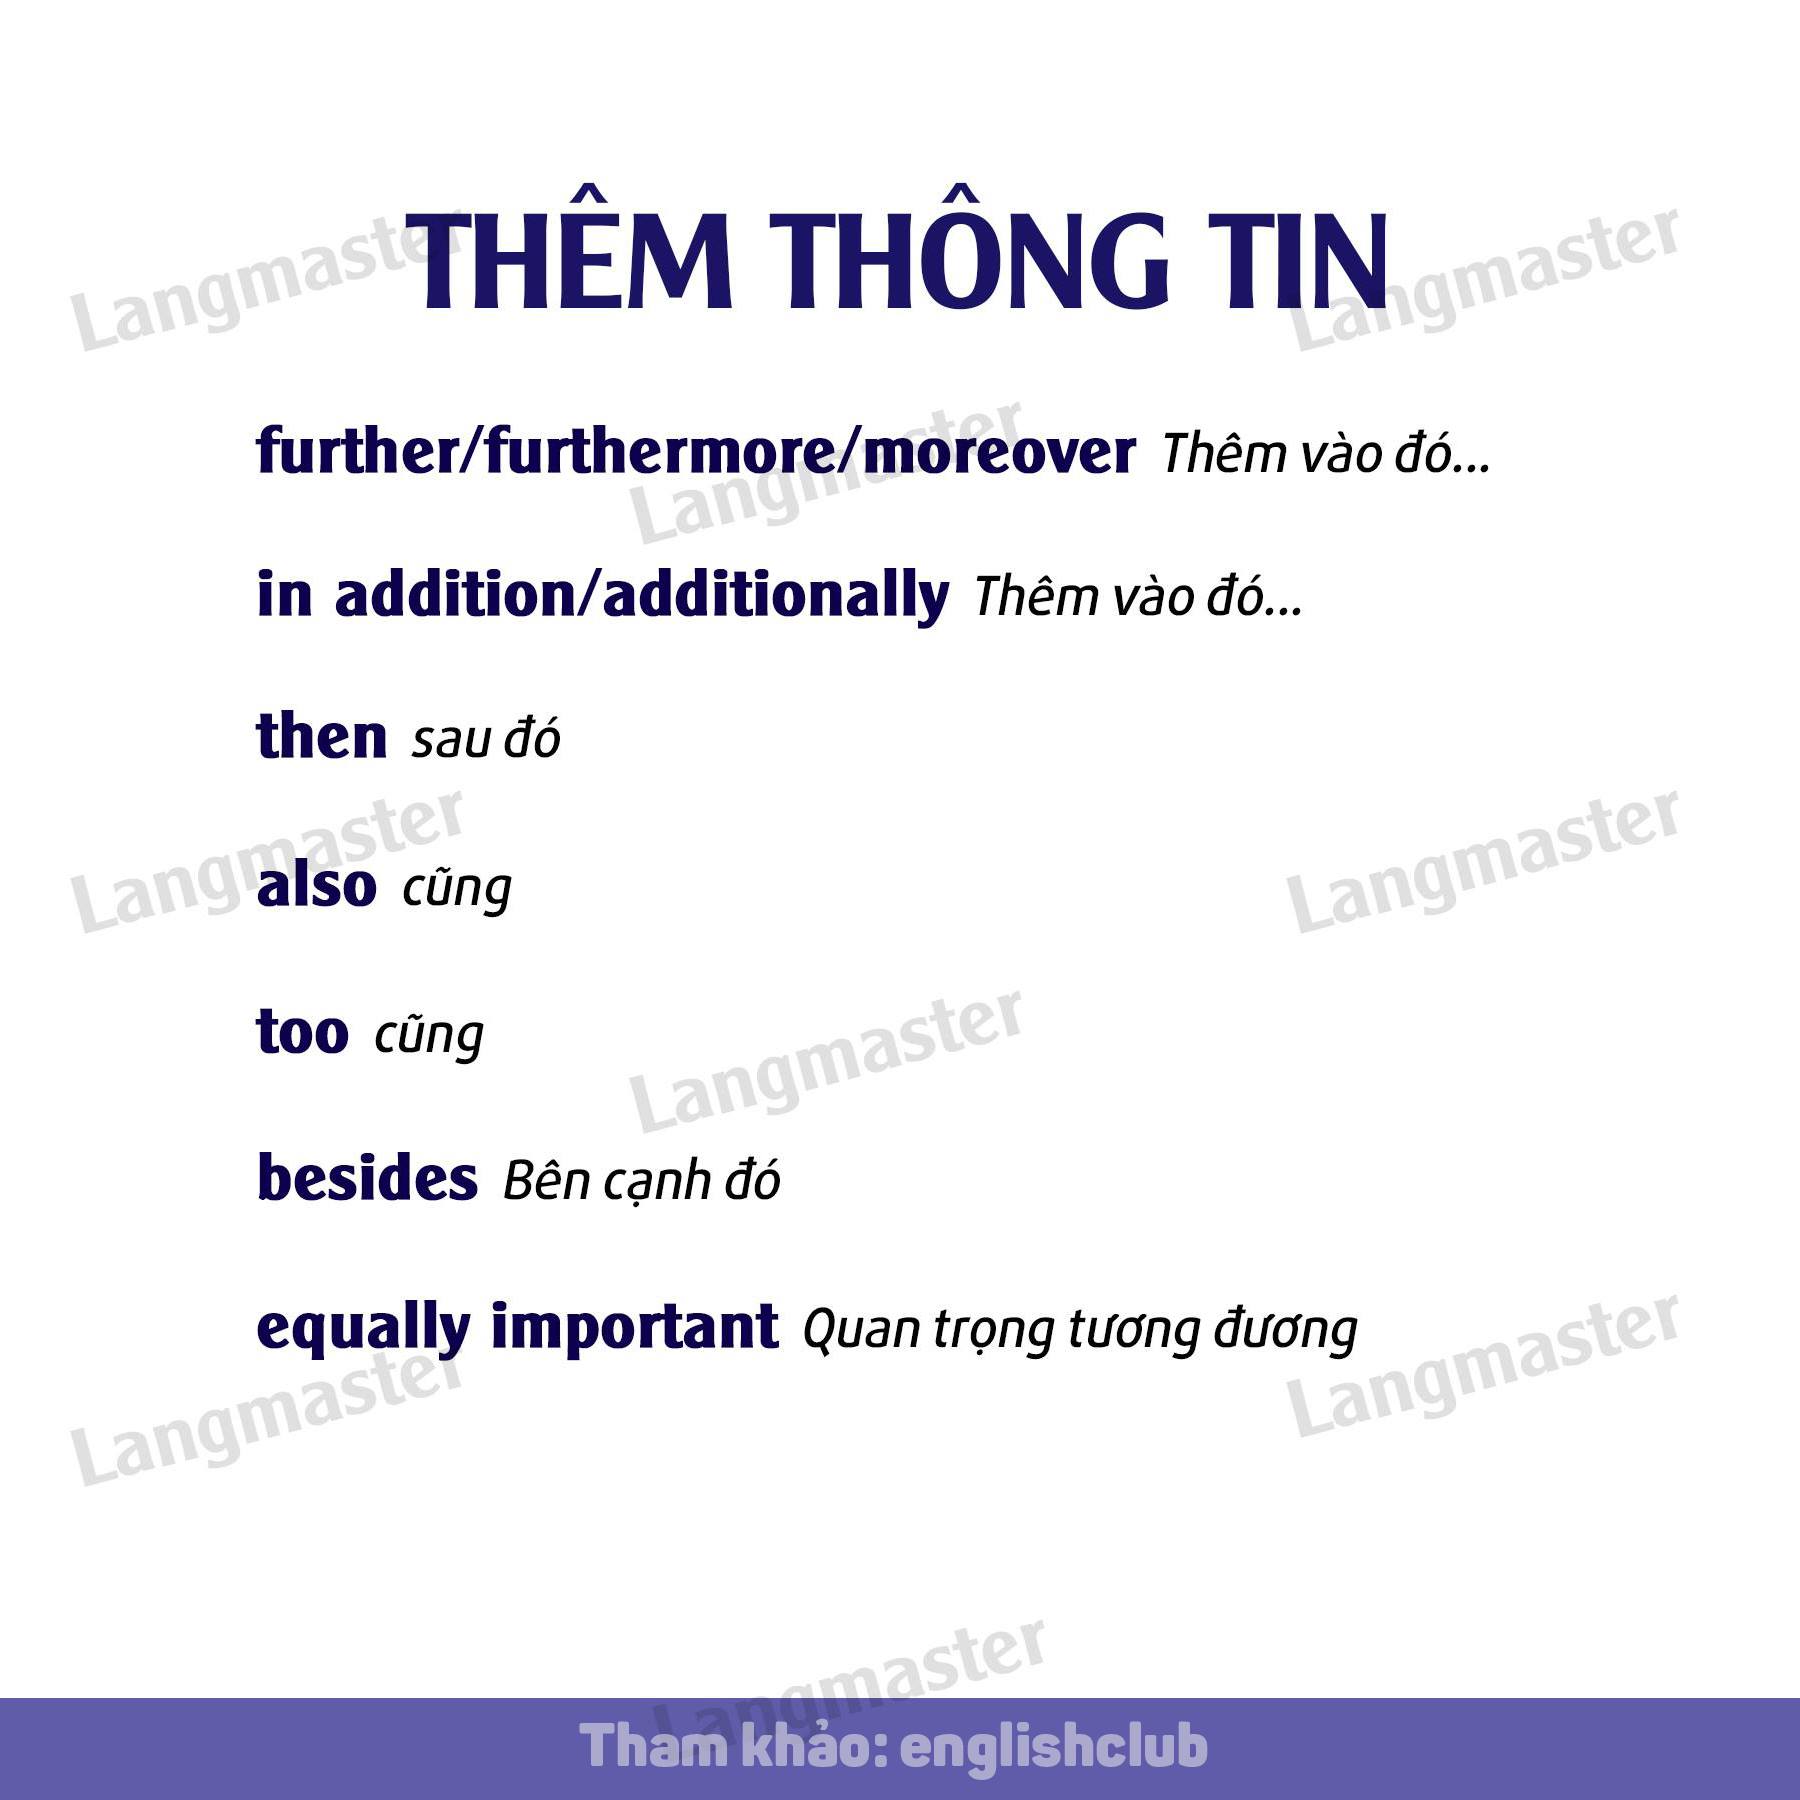 THÊM THÔNG TIN
further/furthermore/moreover Thêm vào đó...
in addition/additionally Thêm vào đó...
then sau đó
also cũng
too cũng
besides Bên cạnh đó
equally important Quan trọng tương đương
Tham khảo: englishclub
Langmaster
Langmaster
Langmaster
Langmaster
Langmaster
Langmaster
Langmaster
Langmaster
Langmaster